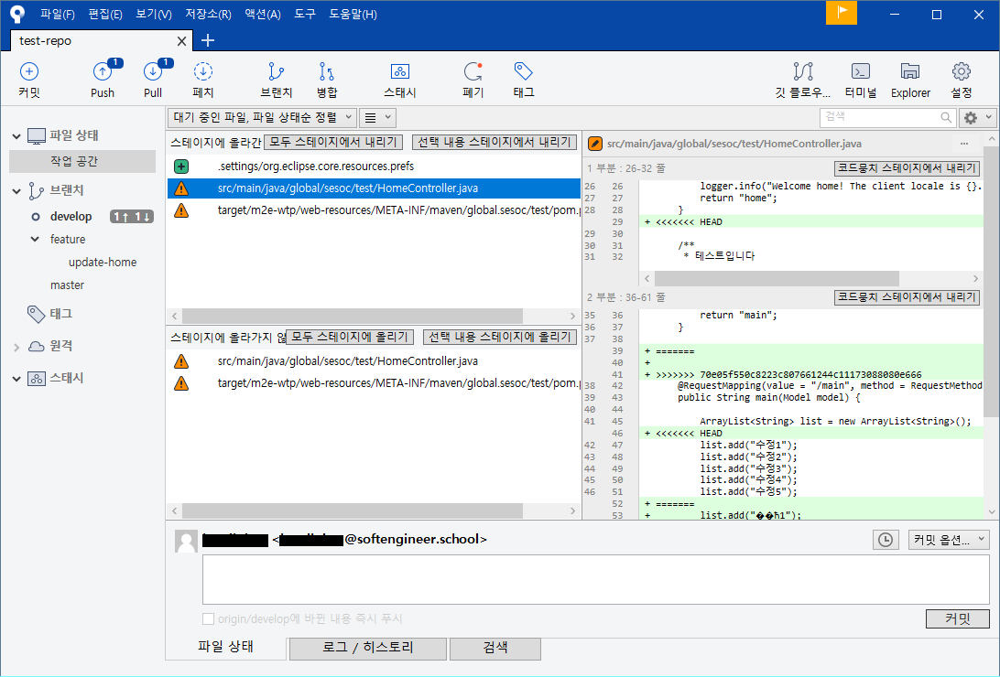 파일(F) 편집(E) 보기(V) 저장소(R) 액션(A) 도구 도움말(H)
test-repo
커밋 1 Push 1 Pull 페치 브랜치 병합 스태시 폐기 태그 깃 플로우... 터미널 Explorer 설정
파일 상태
작업 공간
브랜치
develop 1↑ 1↓
feature
update-home
master
태그
원격
스태시
대기 중인 파일, 파일 상태순 정렬
검색
스테이지에 올라간 모두 스테이지에서 내리기 선택 내용 스테이지에서 내리기
.settings/org.eclipse.core.resources.prefs
src/main/java/global/sesoc/test/HomeController.java
target/m2e-wtp/web-resources/META-INF/maven/global.sesoc/test/pom.p
스테이지에 올라가지 않 모두 스테이지에 올리기 선택 내용 스테이지에 올리기
src/main/java/global/sesoc/test/HomeController.java
target/m2e-wtp/web-resources/META-INF/maven/global.sesoc/test/pom.p
src/main/java/global/sesoc/test/HomeController.java ...
1 부분 : 26-32 줄 코드뭉치 스테이지에서 내리기
26 26 logger.info("Welcome home! The client locale is {}.
27 27 return "home";
28 28 }
29 + <<<<<<< HEAD
29 30
30 31 /**
31 32 * 테스트입니다
2 부분 : 36-61 줄 코드뭉치 스테이지에서 내리기
35 36 return "main";
36 37 }
37 38
39 + =======
40 +
41 + >>>>>>> 70e05f550c8223c807661244c11173088080e666
38 42 @RequestMapping(value = "/main", method = RequestMethod
39 43 public String main(Model model) {
40 44
41 45 ArrayList<String> list = new ArrayList<String>();
46 + <<<<<<< HEAD
42 47 list.add("수정1");
43 48 list.add("수정2");
44 49 list.add("수정3");
45 50 list.add("수정4");
46 51 list.add("수정5");
52 + =======
53 + list.add("��ħ1");
<@softengineer.school>
커밋 옵션...
origin/develop에 바뀐 내용 즉시 푸시
커밋
파일 상태 로그 / 히스토리 검색